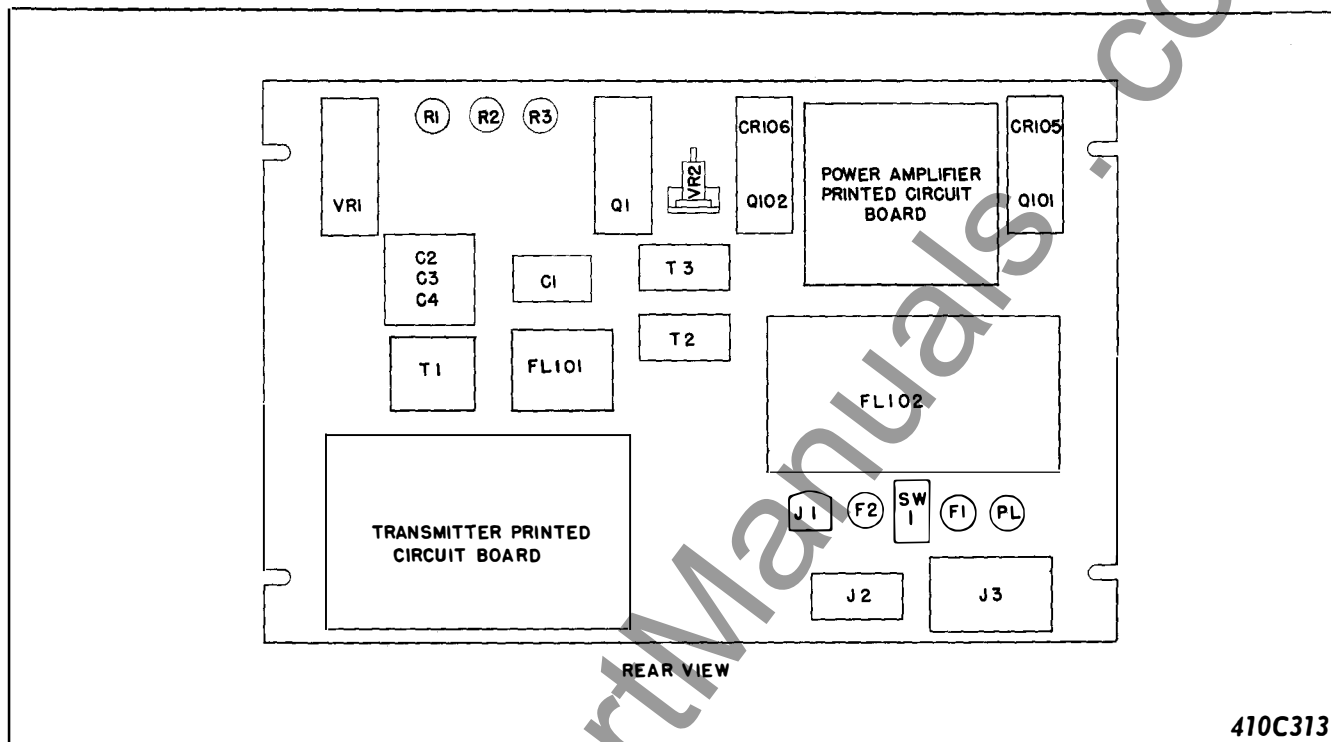 R1 R2 R3
VR1
Q1
VR2
CR106
Q102
POWER AMPLIFIER
PRINTED CIRCUIT
BOARD
CR105
Q101
C2
C3
C4
C1
T3
T2
T1
FL101
FL102
TRANSMITTER PRINTED
CIRCUIT BOARD
J1 F2 SW
1 F1 PL
J2 J3
REAR VIEW
410C313
rtManuals.co